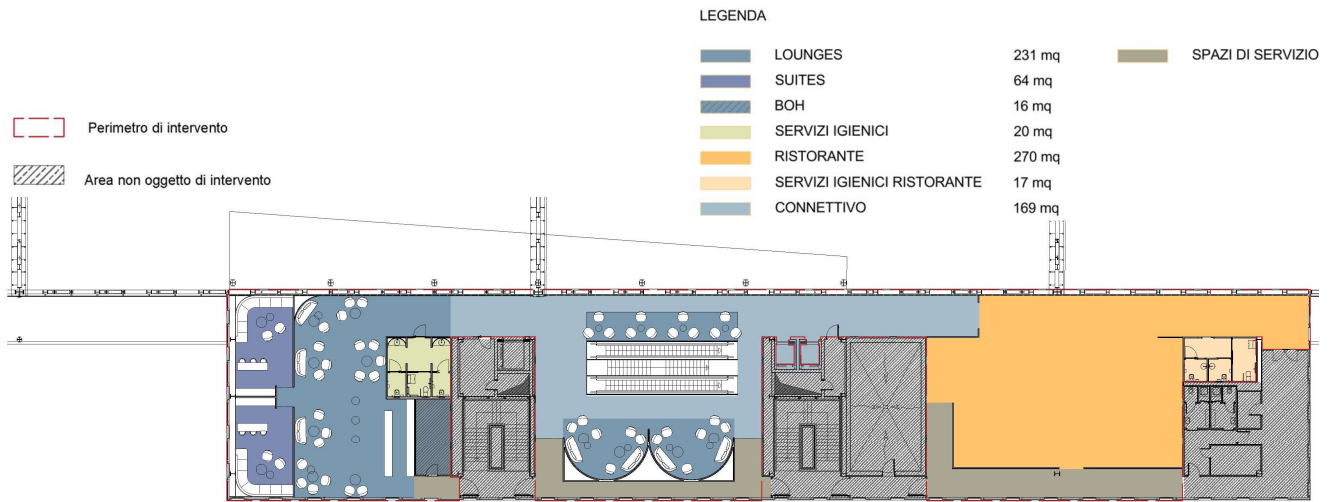 LEGENDA
LOUNGES 231 mq SPAZI DI SERVIZIO
SUITES 64 mq
BOH 16 mq
SERVIZI IGIENICI 20 mq
RISTORANTE 270 mq
SERVIZI IGIENICI RISTORANTE 17 mq
CONNETTIVO 169 mq
Perimetro di intervento
Area non oggetto di intervento